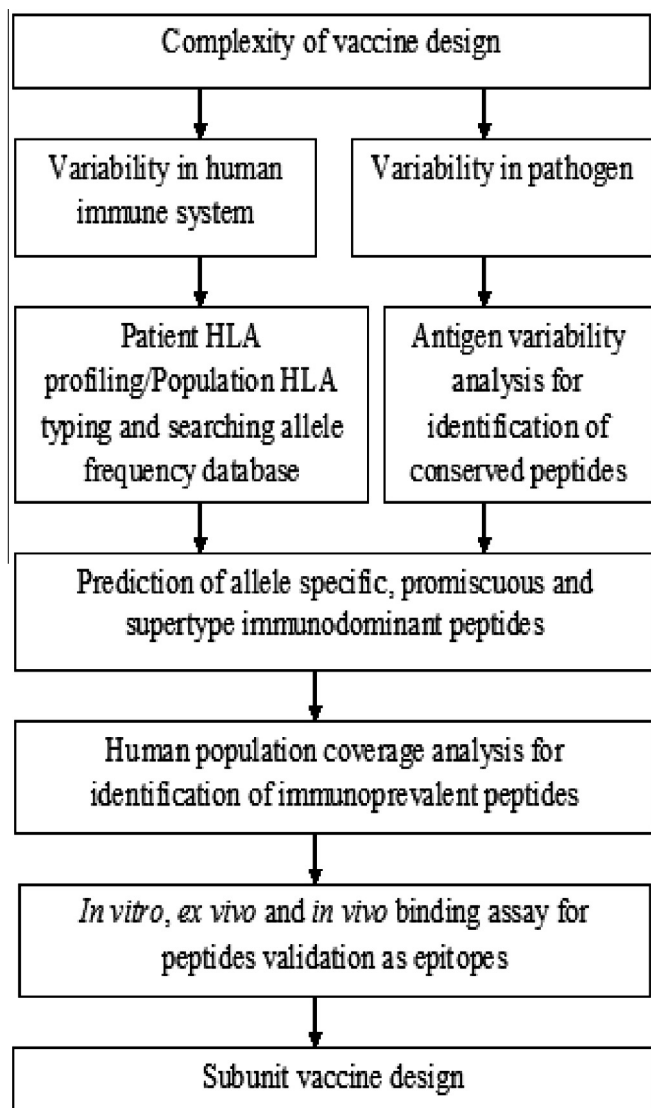 Complexity of vaccine design
Variability in human
immune system
Variability in pathogen
Patient HLA
profiling/Population HLA
typing and searching allele
frequency database
Antigen variability
analysis for
identification of
conserved peptides
Prediction of allele specific, promiscuous and
supertype immunodominant peptides
Human population coverage analysis for
identification of immunoprevalent peptides
In vitro, ex vivo and in vivo binding assay for
peptides validation as epitopes
Subunit vaccine design